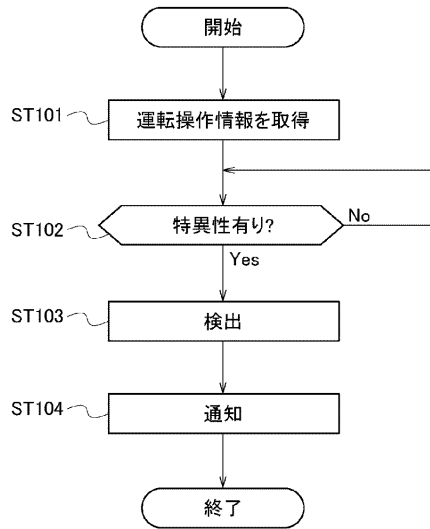 開始
ST101
運転操作情報を取得
ST102
特異性有り?
No
Yes
ST103
検出
ST104
通知
終了